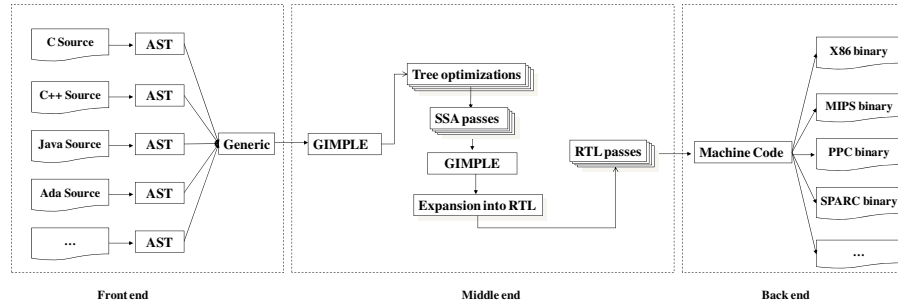 C Source
AST
C++ Source
AST
Java Source
AST
Ada Source
AST
...
AST
Generic
Front end
GIMPLE
Tree optimizations
SSA passes
GIMPLE
Expansion into RTL
RTL passes
Middle end
Machine Code
X86 binary
MIPS binary
PPC binary
SPARC binary
...
Back end